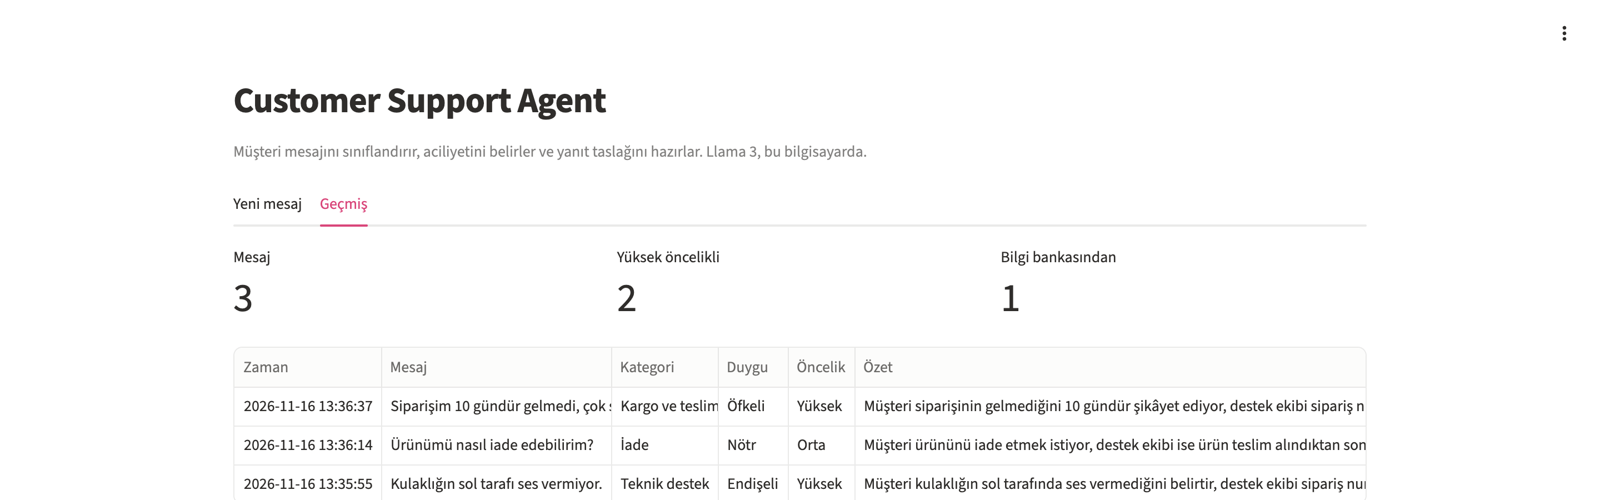 Customer Support Agent
Müşteri mesajını sınıflandırır, aciliyetini belirler ve yanıt taslağını hazırlar. Llama 3, bu bilgisayarda.
Yeni mesaj Geçmiş
Mesaj Yüksek öncelikli Bilgi bankasından
3 2 1
Zaman Mesaj Kategori Duygu Öncelik Özet
2026-11-16 13:36:37 Siparişim 10 gündür gelmedi, çok Kargo ve teslim Öfkeli Yüksek Müşteri siparişinin gelmediğini 10 gündür şikâyet ediyor, destek ekibi sipariş
2026-11-16 13:36:14 Ürünümü nasıl iade edebilirim? İade Nötr Orta Müşteri ürününü iade etmek istiyor, destek ekibi ise ürün teslim alındıktan son
2026-11-16 13:35:55 Kulaklığın sol tarafı ses vermiyor. Teknik destek Endişeli Yüksek Müşteri kulaklığın sol tarafında ses vermediğini belirtir, destek ekibi sipariş